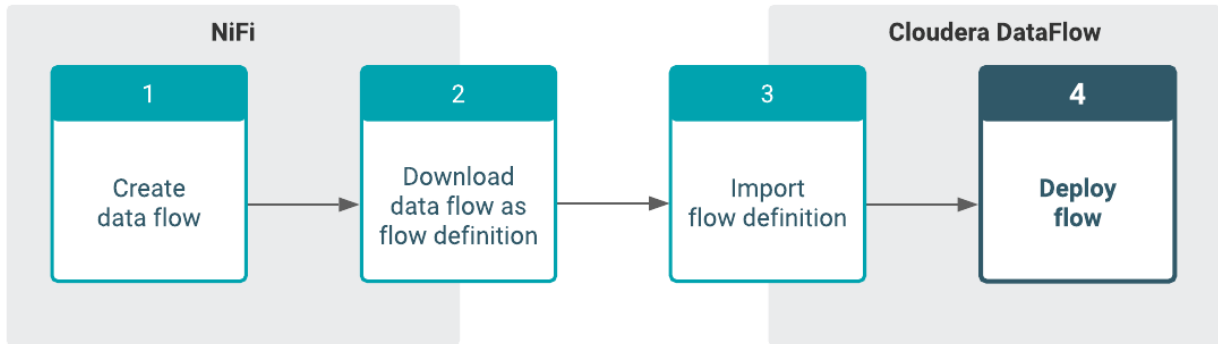 NiFi
Cloudera DataFlow
1
2
3
4
Create
data flow
Download
data flow as
flow definition
Import
flow definition
Deploy
flow